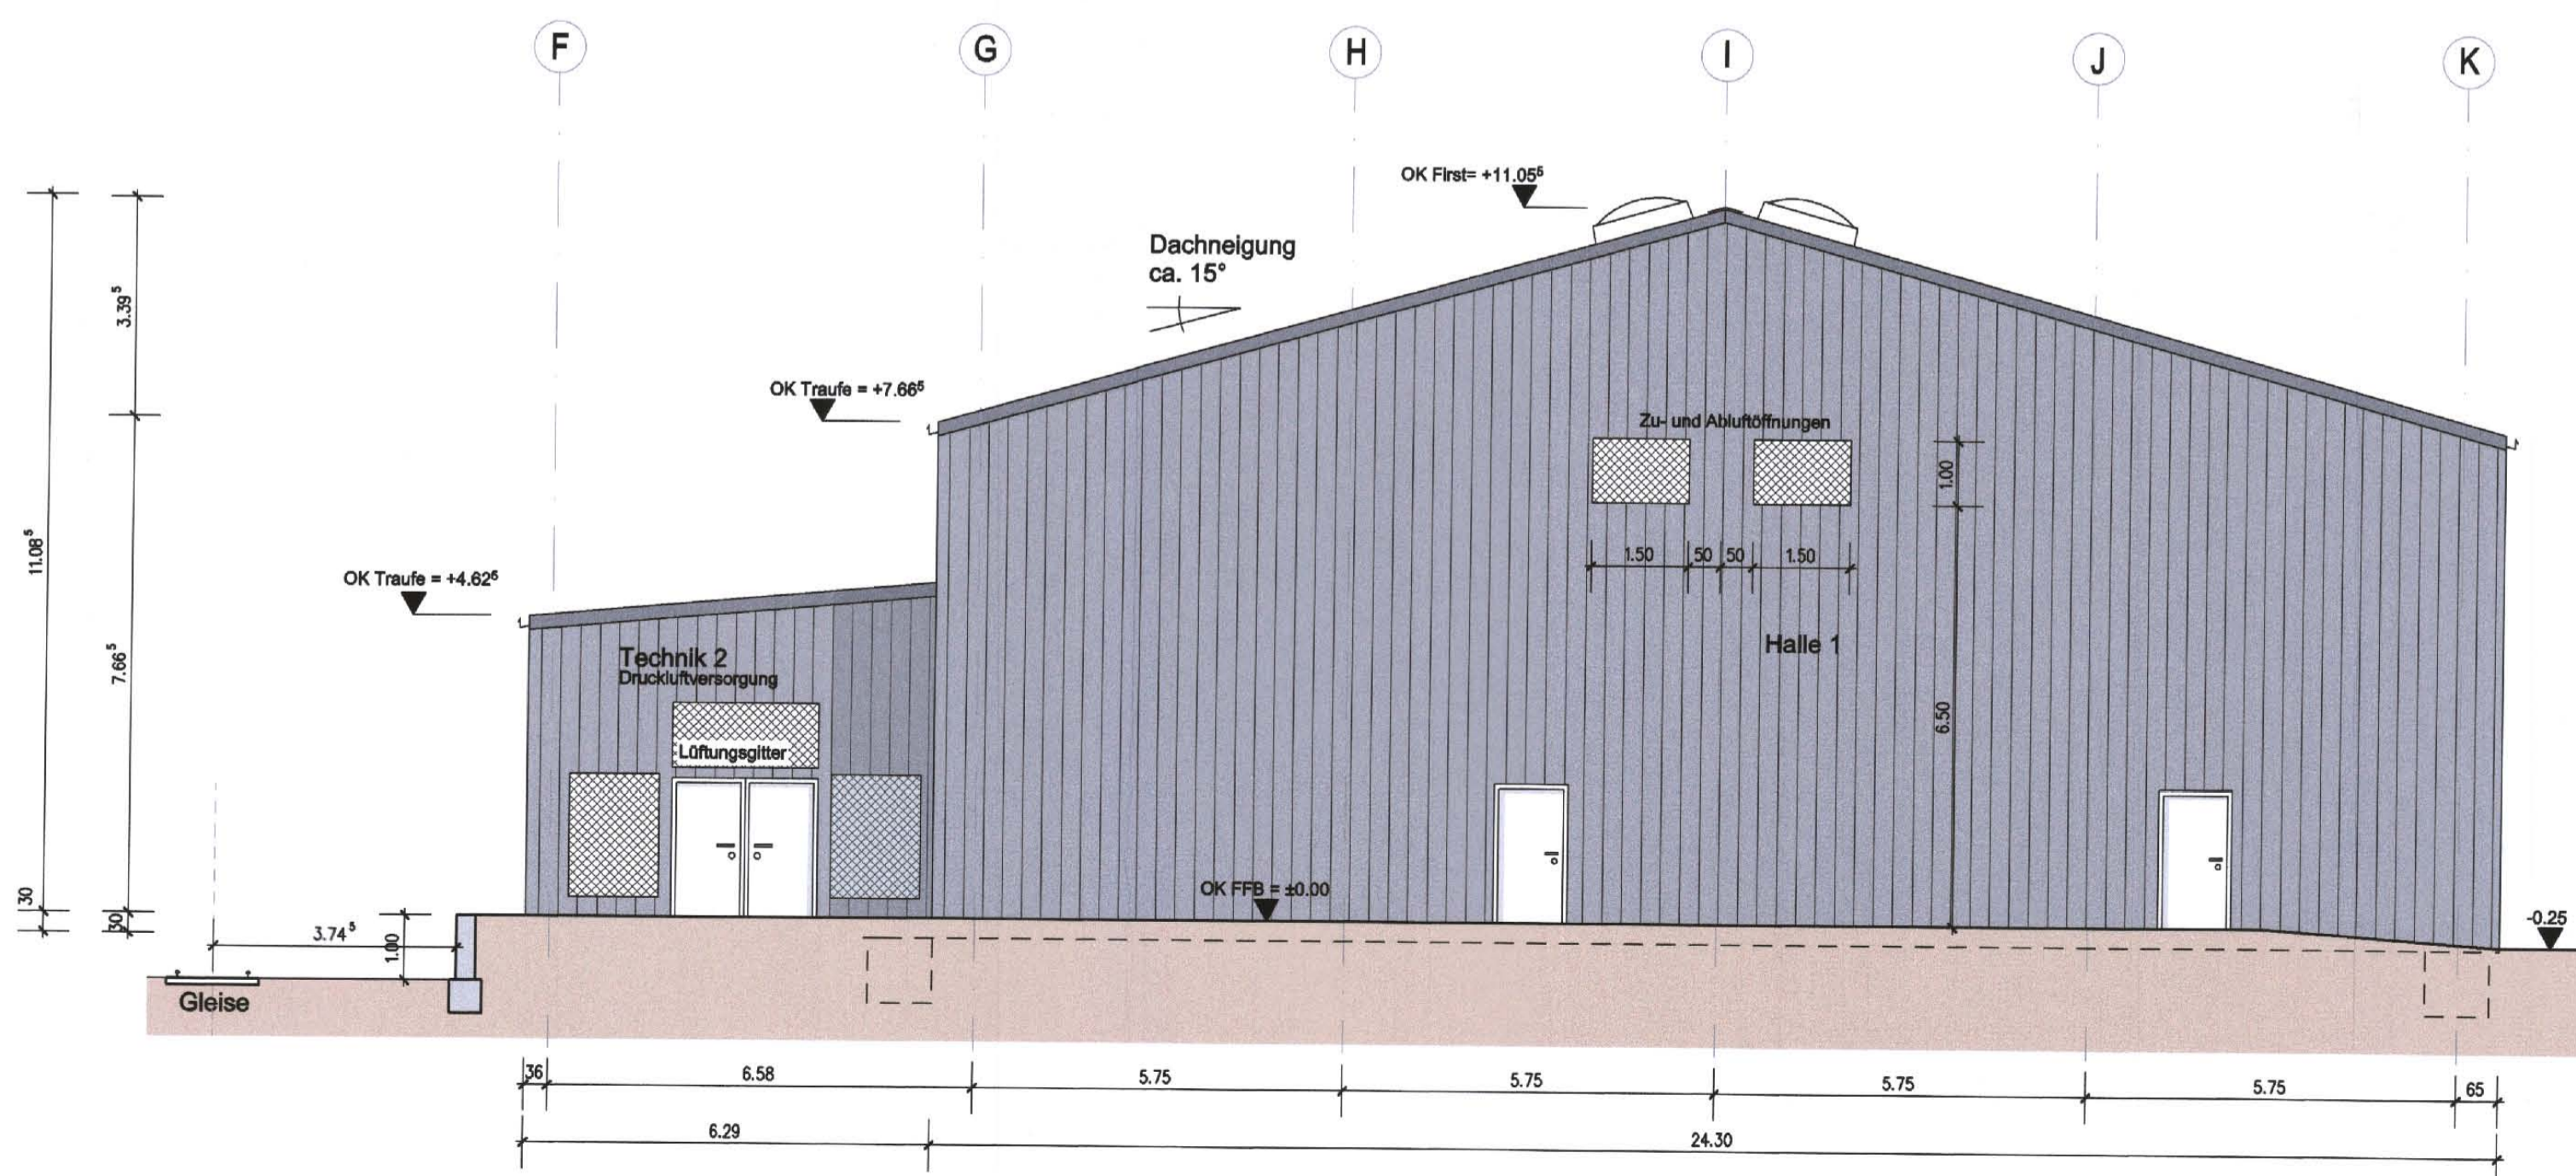 F
G
H
I
J
K
OK First= +11.05⁵
Dachneigung
ca. 15°
3.39⁵
OK Traufe = +7.66⁵
Zu- und Abluftöffnungen
1.00
11.08⁵
1.50
50
50
1.50
OK Traufe = +4.62⁵
7.66⁵
Technik 2
Druckluftversorgung
Halle 1
6.50
Lüftungsgitter
OK FFB = ±0.00
30
30
3.74⁵
1.00
-0.25
Gleise
36
6.58
5.75
5.75
5.75
5.75
65
6.29
24.30